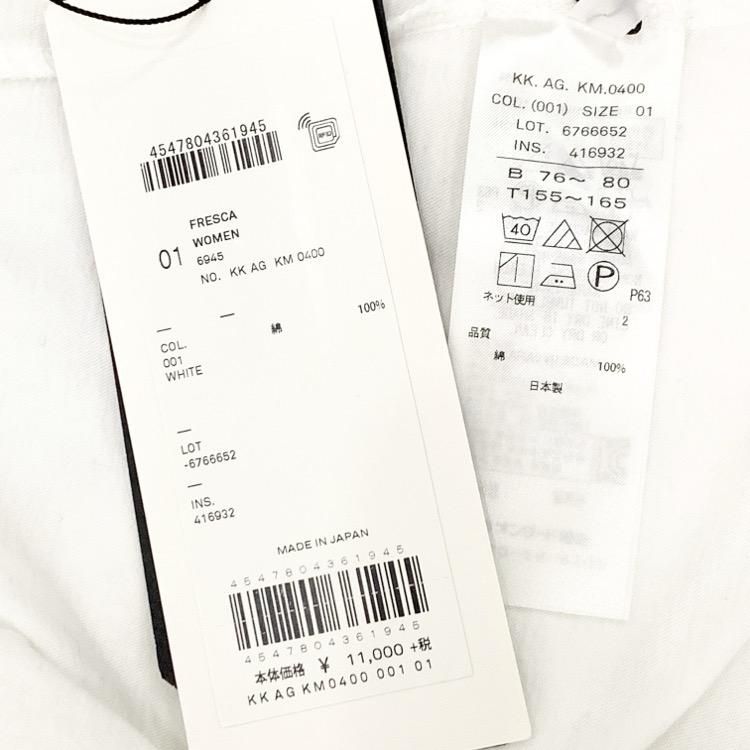 4547804361945
RFID
FRESCA
WOMEN
01 6945
NO. KK AG KM 0400
綿 100%
COL.
001
WHITE
LOT
-6766652
INS.
416932
MADE IN JAPAN
4547804361945
4547804361945
本体価格 ¥ 11,000 +税
KK AG KM0400 001 01
KK. AG. KM.0400
COL. (001) SIZE 01
LOT. 6766652
INS. 416932
B 76〜 80
T155〜165
40
P
ネット使用 P63
2
品質
綿 100%
日本製